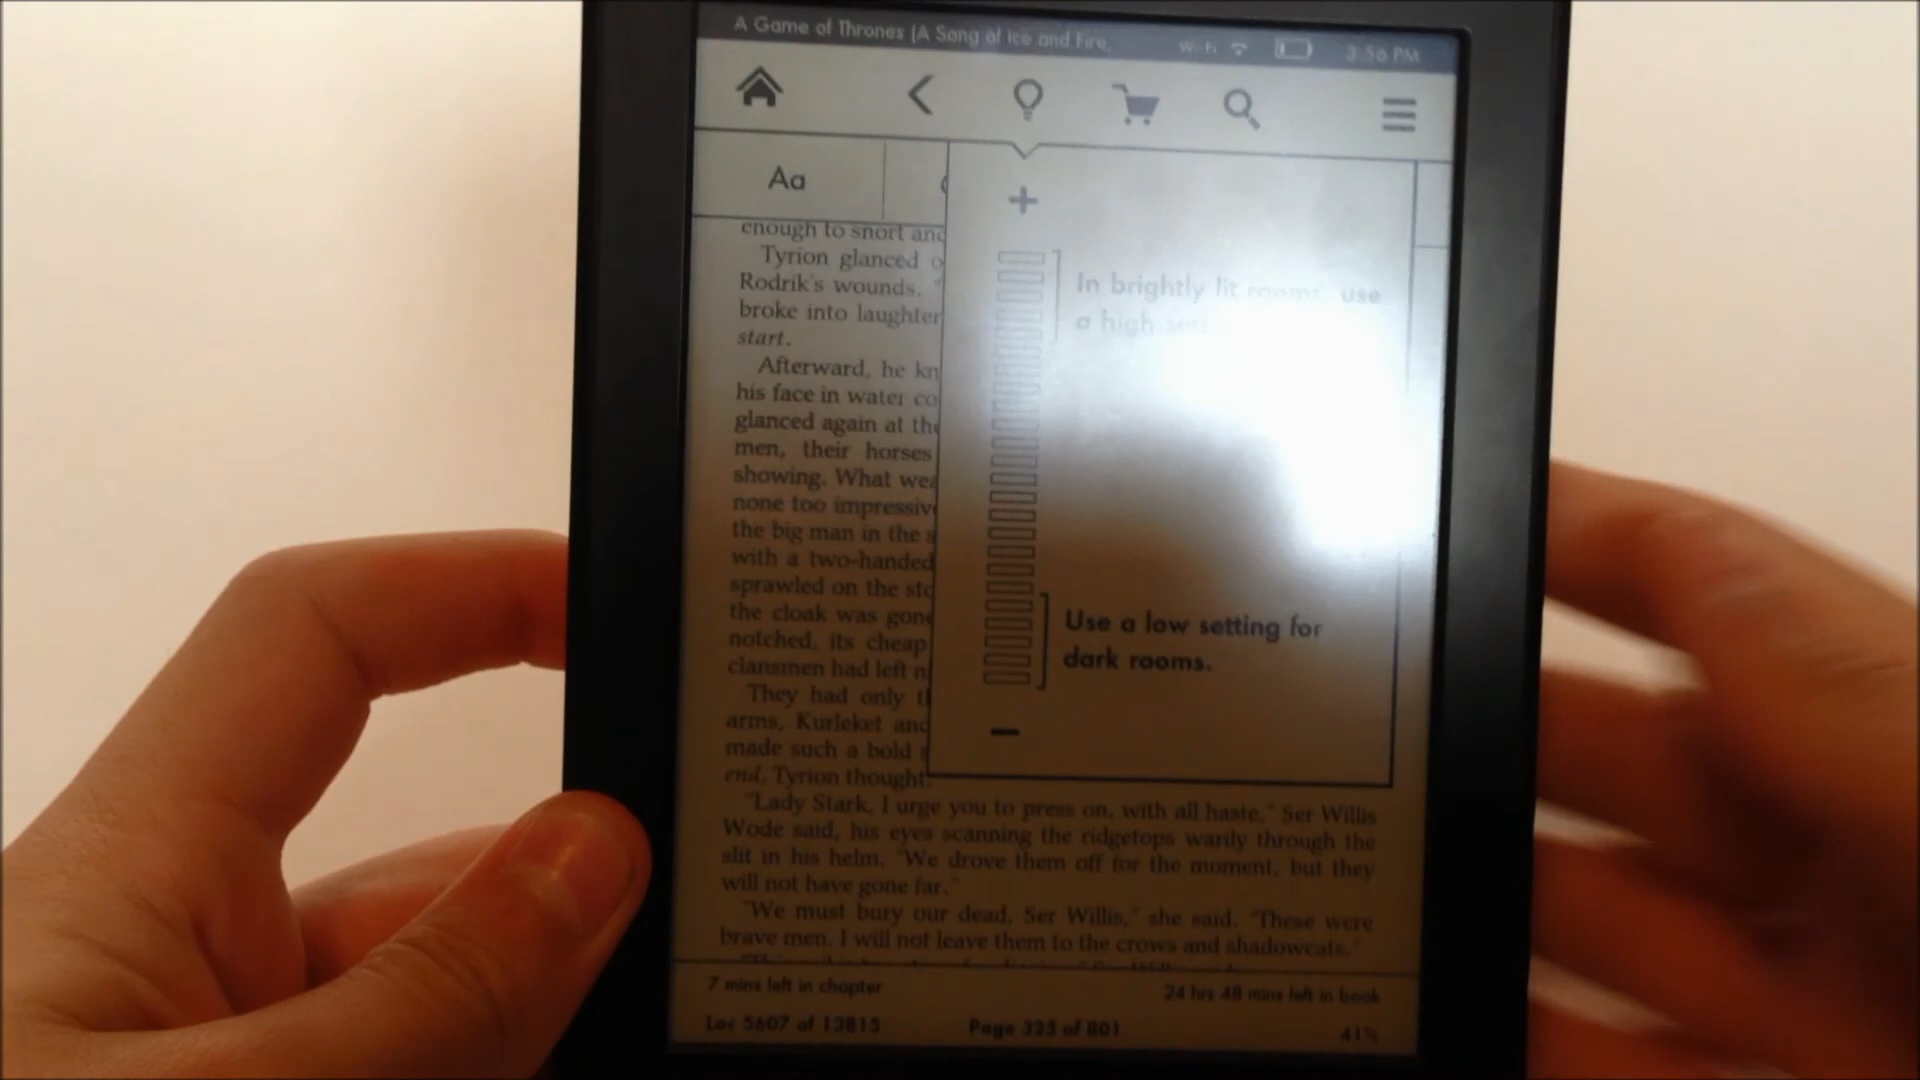 A Game of Thrones (A Song of Ice and Fire,
3:56 PM
Aa
+
In brightly lit rooms, use
a high
Use a low setting for
dark rooms.
−
enough to snort and
Tyrion glanced o
Rodrik's wounds. "
broke into laughter
start.
Afterward, he kn
his face in water co
glanced again at the
men, their horses
showing. What wea
none too impressive
the big man in the s
with a two-handed
sprawled on the sto
the cloak was gone
notched, its cheap
clansmen had left n
They had only t
arms, Kurleket and
made such a bold s
end, Tyrion thought.
"Lady Stark, I urge you to press on, with all haste," Ser Willis
Wode said, his eyes scanning the ridgetops warily through the
slit in his helm. "We drove them off for the moment, but they
will not have gone far."
"We must bury our dead, Ser Willis," she said. "These were
brave men. I will not leave them to the crows and shadowcats."
7 mins left in chapter
24 hrs 48 mins left in book
Loc 5607 of 13815
Page 325 of 801
41%